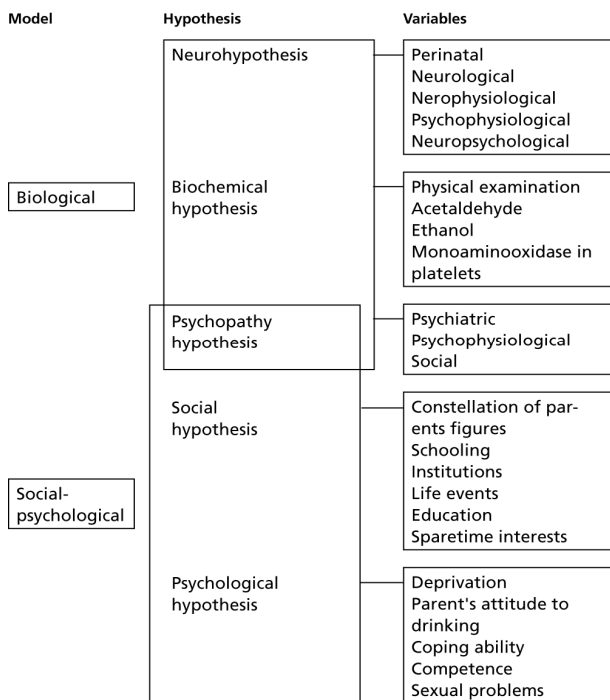 Model
Hypothesis
Variables
Neurohypothesis
Perinatal
Neurological
Nerophysiological
Psychophysiological
Neuropsychological
Biological
Biochemical
hypothesis
Physical examination
Acetaldehyde
Ethanol
Monoaminooxidase in
platelets
Psychopathy
hypothesis
Psychiatric
Psychophysiological
Social
Social
hypothesis
Constellation of par-
ents figures
Schooling
Institutions
Life events
Education
Sparetime interests
Social-
psychological
Psychological
hypothesis
Deprivation
Parent's attitude to
drinking
Coping ability
Competence
Sexual problems